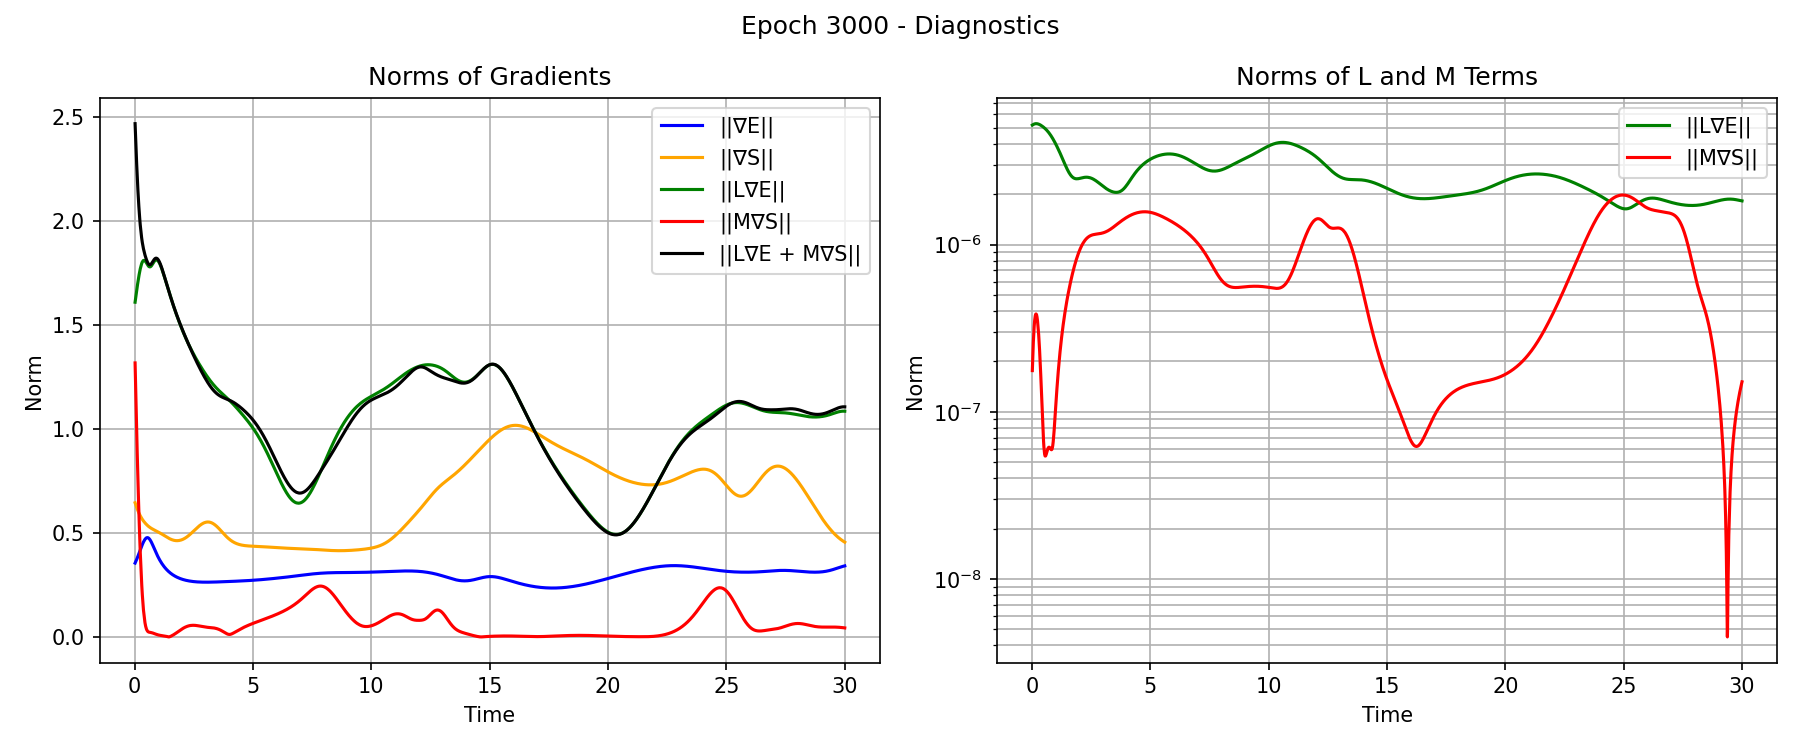 Epoch 3000 - Diagnostics
Norms of Gradients
Norm
2.5
2.0
1.5
1.0
0.5
0.0
0 5 10 15 20 25 30
Time
||∇E||
||∇S||
||L∇E||
||M∇S||
||L∇E + M∇S||
Norms of L and M Terms
Norm
10⁻⁶
10⁻⁷
10⁻⁸
0 5 10 15 20 25 30
Time
||L∇E||
||M∇S||